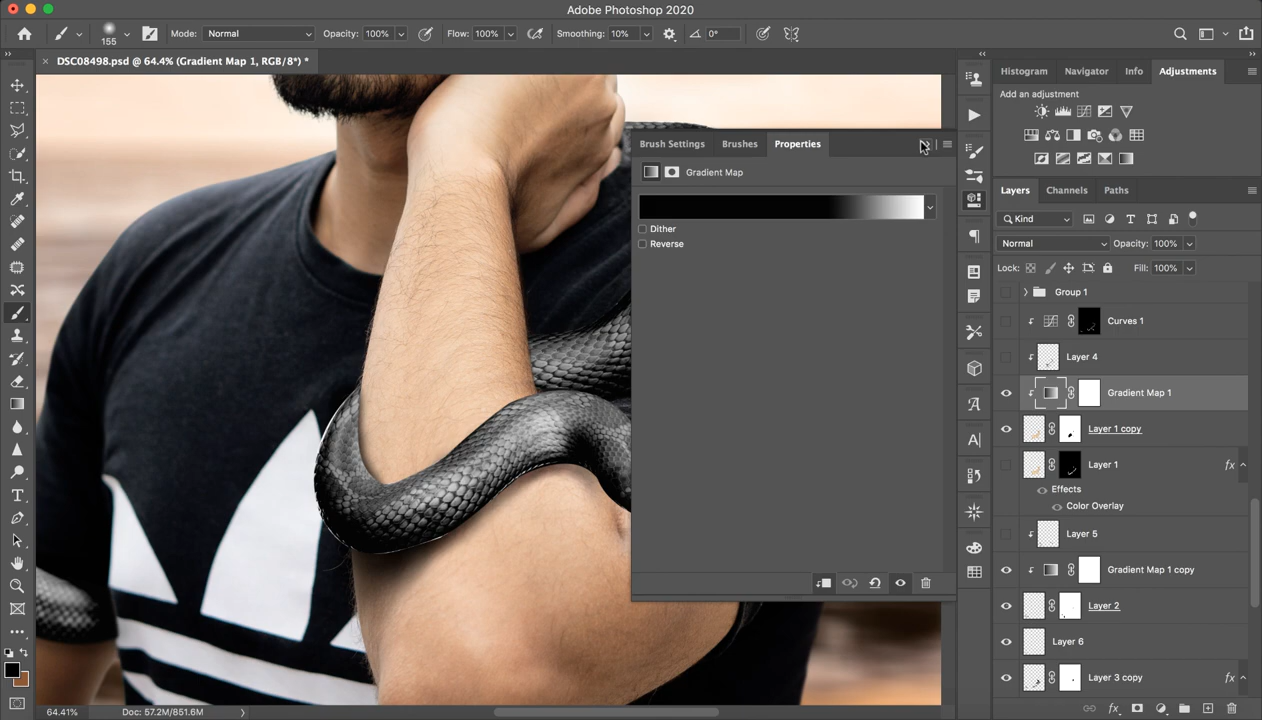 Adobe Photoshop 2020
155
Mode: Normal Opacity: 100% Flow: 100% Smoothing: 10% 0°
× DSC08498.psd @ 64.4% (Gradient Map 1, RGB/8*) *
Histogram Navigator Info Adjustments
Add an adjustment
Brush Settings Brushes Properties
Gradient Map
Dither
Reverse
Layers Channels Paths
Kind
Normal Opacity: 100%
Lock: Fill: 100%
Group 1
Curves 1
Layer 4
Gradient Map 1
Layer 1 copy
Layer 1 fx
Effects
Color Overlay
Layer 5
Gradient Map 1 copy
Layer 2
Layer 6
Layer 3 copy fx
64.41% Doc: 57.2M/851.6M